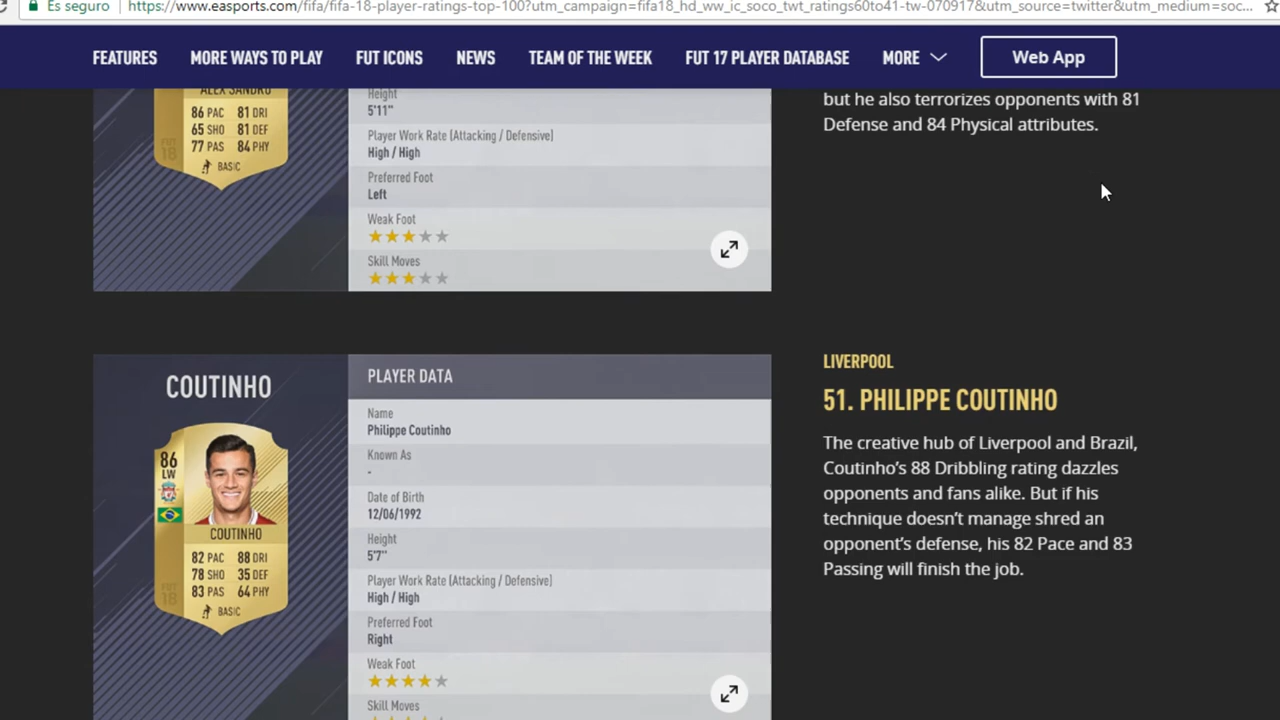 Es seguro
https://www.easports.com/fifa/fifa-18-player-ratings-top-100?utm_campaign=fifa18_hd_ww_ic_soco_twt_ratings60to41-tw-070917&utm_source=twitter&utm_medium=soc...
FEATURES MORE WAYS TO PLAY FUT ICONS NEWS TEAM OF THE WEEK FUT 17 PLAYER DATABASE MORE Web App
ALEX SANDRO
86 PAC 81 DRI
65 SHO 81 DEF
77 PAS 84 PHY
FUT 18
BASIC
Height
5'11"
Player Work Rate (Attacking / Defensive)
High / High
Preferred Foot
Left
Weak Foot
Skill Moves
but he also terrorizes opponents with 81
Defense and 84 Physical attributes.
COUTINHO
86
LW
COUTINHO
82 PAC 88 DRI
78 SHO 35 DEF
83 PAS 64 PHY
FUT 18
BASIC
PLAYER DATA
Name
Philippe Coutinho
Known As
-
Date of Birth
12/06/1992
Height
5'7"
Player Work Rate (Attacking / Defensive)
High / High
Preferred Foot
Right
Weak Foot
Skill Moves
LIVERPOOL
51. PHILIPPE COUTINHO
The creative hub of Liverpool and Brazil,
Coutinho’s 88 Dribbling rating dazzles
opponents and fans alike. But if his
technique doesn’t manage shred an
opponent’s defense, his 82 Pace and 83
Passing will finish the job.